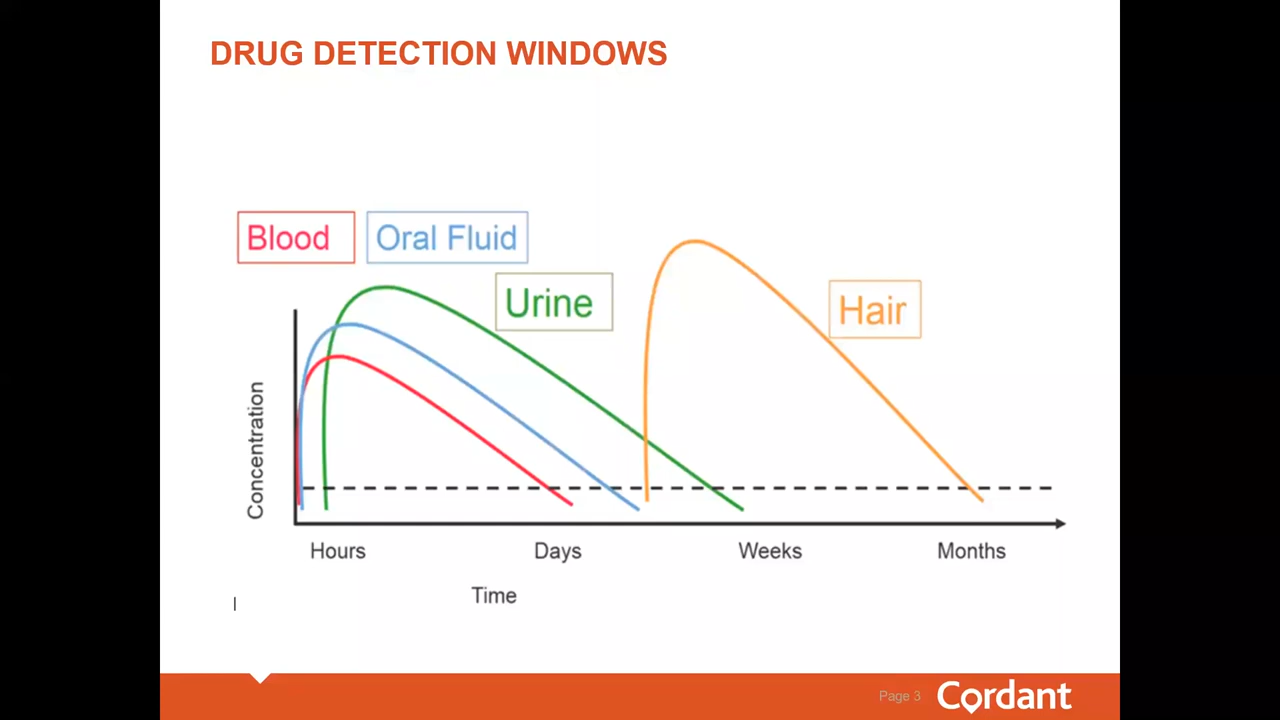 DRUG DETECTION WINDOWS
Blood
Oral Fluid
Urine
Hair
Concentration
Hours
Days
Weeks
Months
Time
Page 3
Cordant